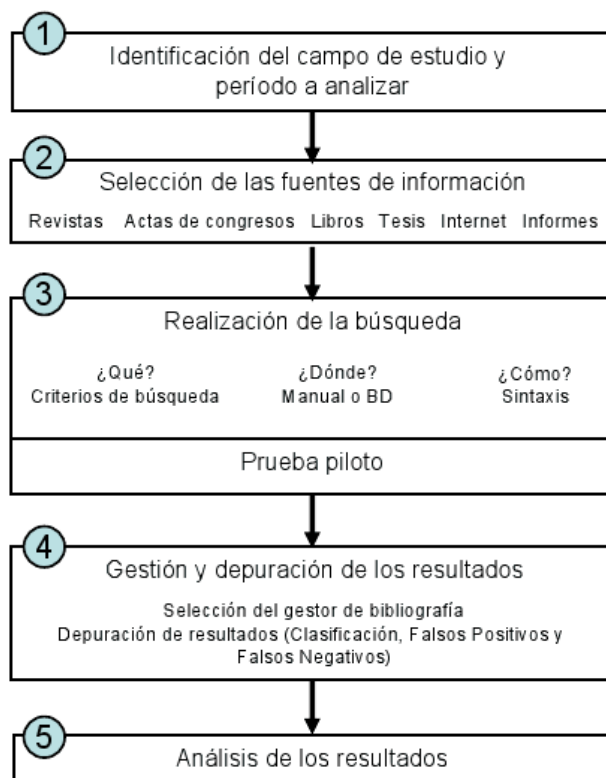 1
Identificación del campo de estudio y
período a analizar
2
Selección de las fuentes de información
Revistas Actas de congresos Libros Tesis Internet Informes
3
Realización de la búsqueda
¿Qué? ¿Dónde? ¿Cómo?
Criterios de búsqueda Manual o BD Sintaxis
Prueba piloto
4
Gestión y depuración de los resultados
Selección del gestor de bibliografía
Depuración de resultados (Clasificación, Falsos Positivos y
Falsos Negativos)
5
Análisis de los resultados